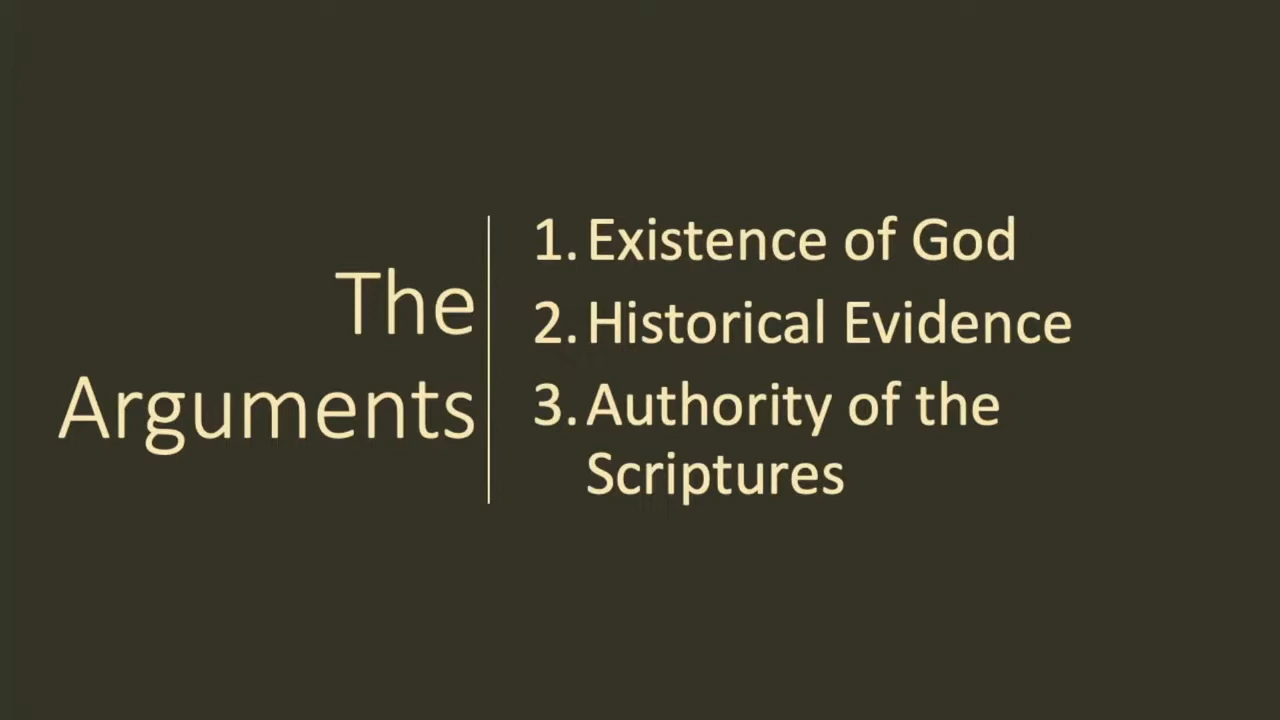 The
Arguments
1. Existence of God
2. Historical Evidence
3. Authority of the
Scriptures